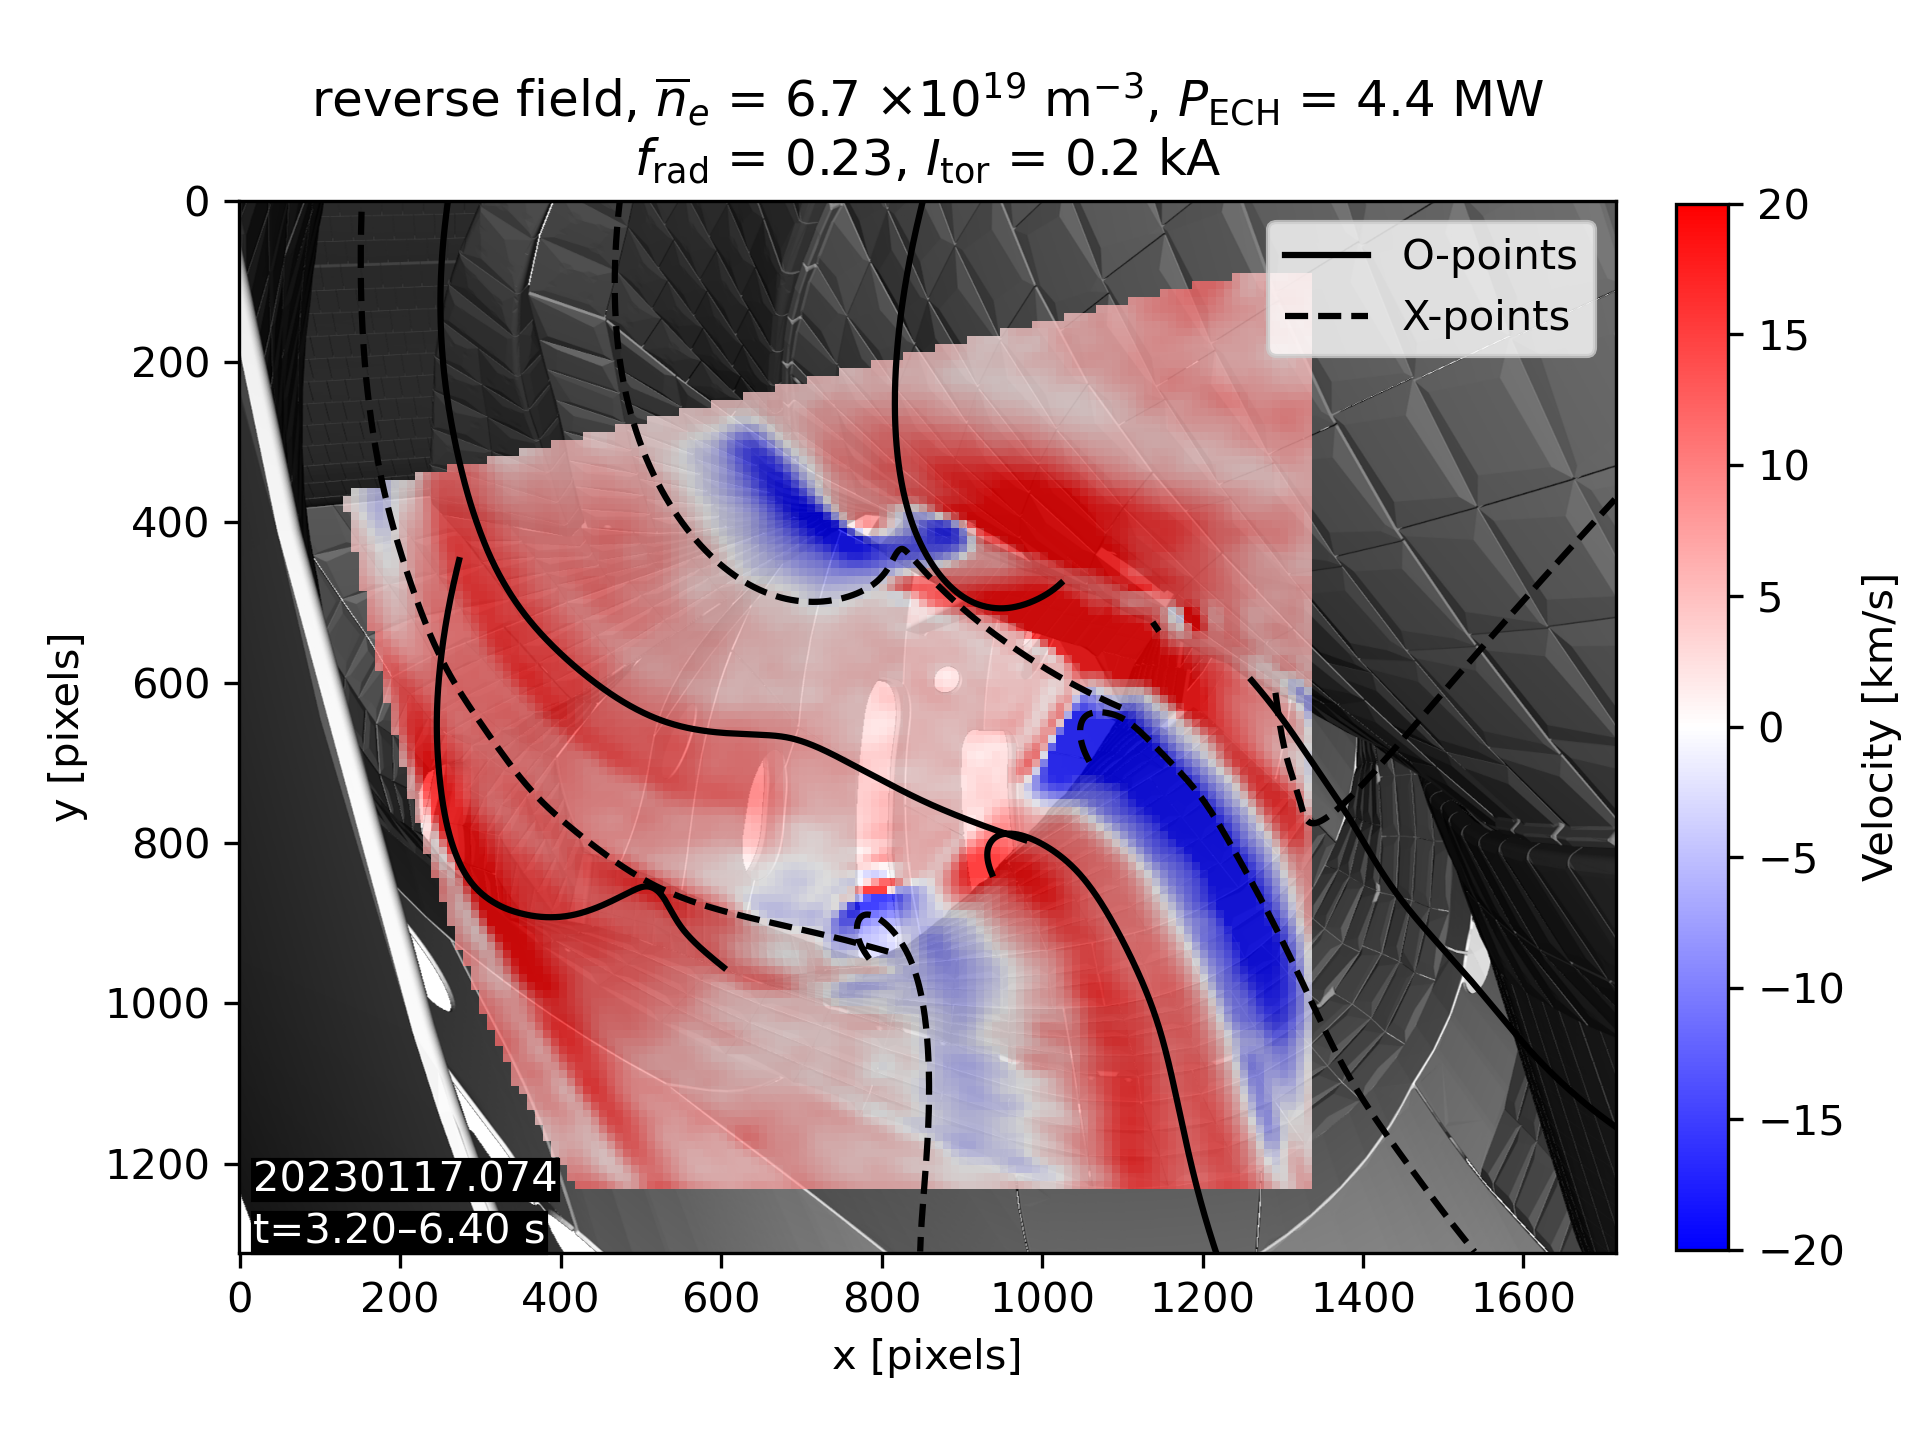 reverse field, n̅ₑ = 6.7 ×10¹⁹ m⁻³, P_ECH = 4.4 MW
f_rad = 0.23, I_tor = 0.2 kA
O-points
X-points
0
200
400
600
800
1000
1200
y [pixels]
20230117.074
t=3.20–6.40 s
0 200 400 600 800 1000 1200 1400 1600
x [pixels]
20
15
10
5
0
−5
−10
−15
−20
Velocity [km/s]